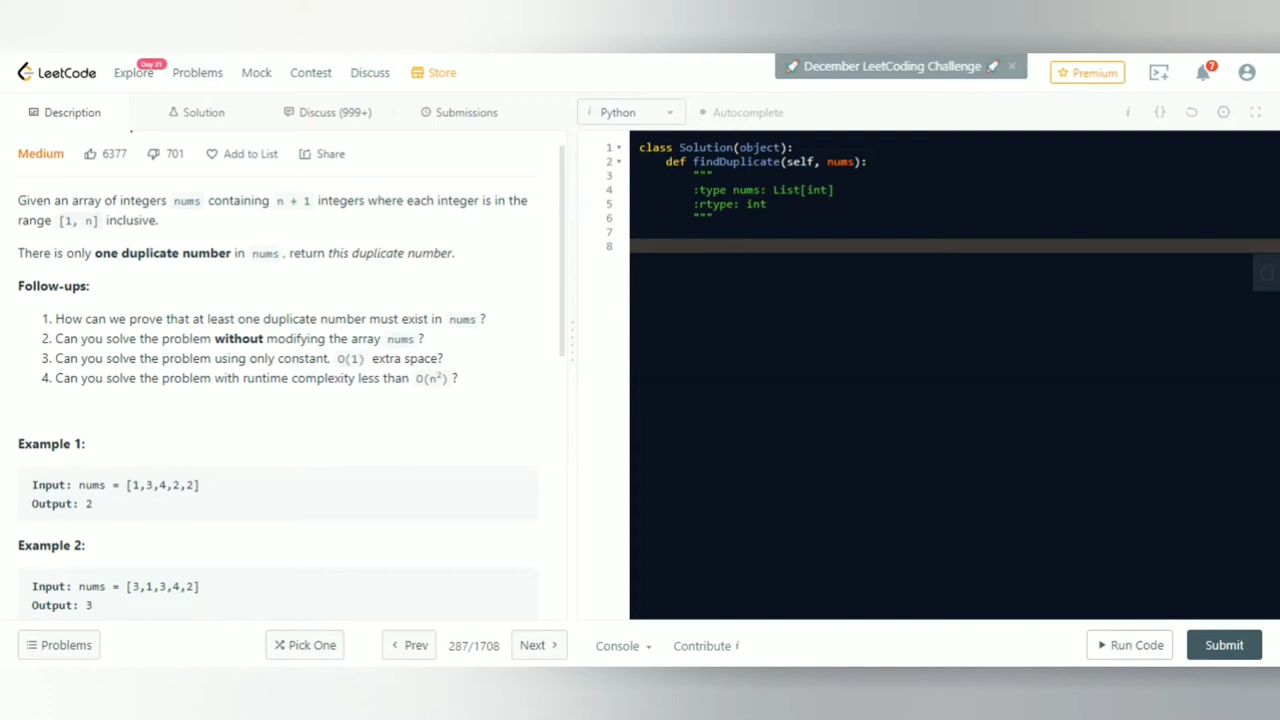 LeetCode
Explore
Day 31
Problems
Mock
Contest
Discuss
Store
🚀 December LeetCoding Challenge 🚀 ×
Premium
7
Description
Solution
Discuss (999+)
Submissions
i Python
Autocomplete
i {}
Medium
6377
701
Add to List
Share
Given an array of integers nums containing n + 1 integers where each integer is in the
range [1, n] inclusive.
There is only one duplicate number in nums, return this duplicate number.
Follow-ups:
1. How can we prove that at least one duplicate number must exist in nums?
2. Can you solve the problem without modifying the array nums?
3. Can you solve the problem using only constant, O(1) extra space?
4. Can you solve the problem with runtime complexity less than O(n²)?
Example 1:
Input: nums = [1,3,4,2,2]
Output: 2
Example 2:
Input: nums = [3,1,3,4,2]
Output: 3
1 class Solution(object):
2 def findDuplicate(self, nums):
3 """
4 :type nums: List[int]
5 :rtype: int
6 """
7
8
Problems
Pick One
< Prev
287/1708
Next >
Console
Contribute i
Run Code
Submit